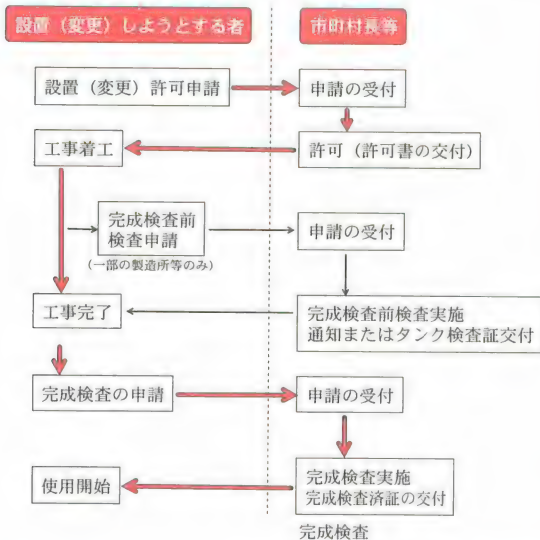 設置（変更）しようとする者
市町村長等
設置（変更）許可申請
申請の受付
工事着工
許可（許可書の交付）
完成検査前
検査申請
（一部の製造所等のみ）
申請の受付
工事完了
完成検査前検査実施
通知またはタンク検査証交付
完成検査の申請
申請の受付
使用開始
完成検査実施
完成検査済証の交付
完成検査